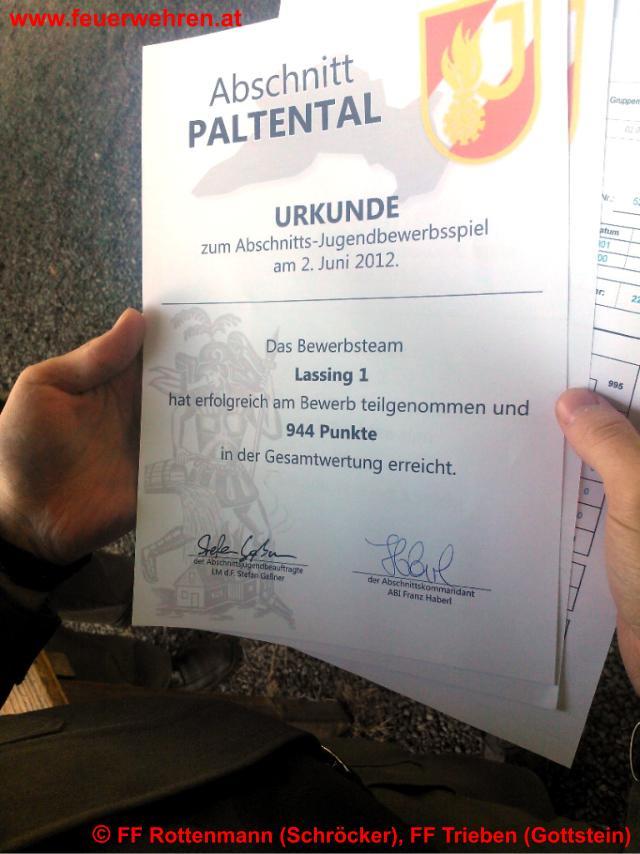 www.feuerwehren.at
Abschnitt
PALTENTAL
J
URKUNDE
zum Abschnitts-Jugendbewerbsspiel
am 2. Juni 2012.
Das Bewerbsteam
Lassing 1
hat erfolgreich am Bewerb teilgenommen und
944 Punkte
in der Gesamtwertung erreicht.
der Abschnittsjugendbeauftragte
LM d.F. Stefan Gaßner
der Abschnittskommandant
ABI Franz Haberl
995
© FF Rottenmann (Schröcker), FF Trieben (Gottstein)